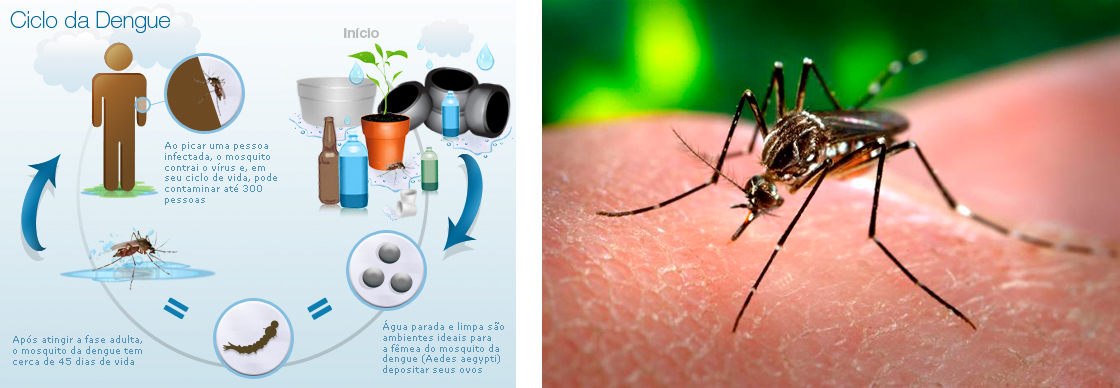 Ciclo da Dengue
Início
Ao picar uma pessoa
infectada, o mosquito
contrai o vírus e, em
seu ciclo de vida, pode
contaminar até 300
pessoas
Água parada e limpa são
ambientes ideais para
a fêmea do mosquito da
dengue (Aedes aegypti)
depositar seus ovos
Após atingir a fase adulta,
o mosquito da dengue tem
cerca de 45 dias de vida